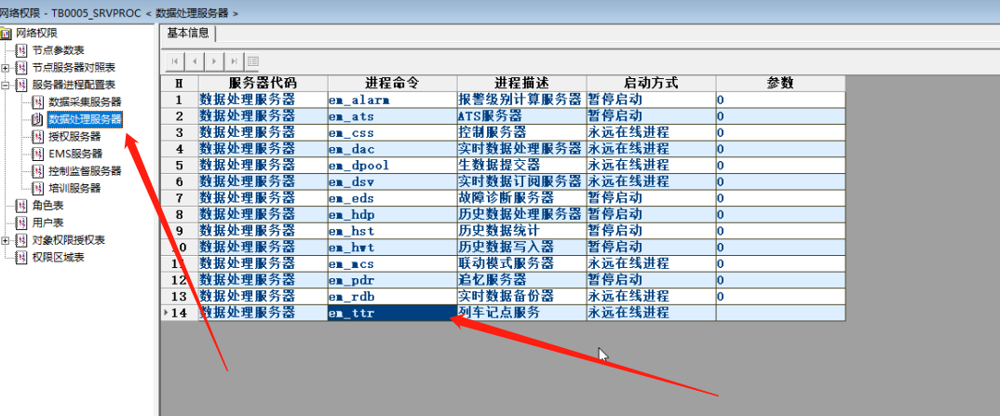 网络权限 - TB0005_SRVPROC < 数据处理服务器 >
网络权限
节点参数表
节点服务器对照表
服务器进程配置表
数据采集服务器
数据处理服务器
授权服务器
EMS服务器
控制监督服务器
培训服务器
角色表
用户表
对象权限授权表
权限区域表
基本信息
H 服务器代码 进程命令 进程描述 启动方式 参数
1 数据处理服务器 em_alarm 报警级别计算服务器 暂停启动 0
2 数据处理服务器 em_ats ATS服务器 暂停启动 0
3 数据处理服务器 em_css 控制服务器 永远在线进程 0
4 数据处理服务器 em_dac 实时数据处理服务器 永远在线进程 0
5 数据处理服务器 em_dpool 生数据提交器 永远在线进程 0
6 数据处理服务器 em_dsv 实时数据订阅服务器 永远在线进程 0
7 数据处理服务器 em_eds 故障诊断服务器 暂停启动 0
8 数据处理服务器 em_hdp 历史数据处理服务器 暂停启动 0
9 数据处理服务器 em_hst 历史数据统计 暂停启动 0
10 数据处理服务器 em_hwt 历史数据写入器 暂停启动 0
11 数据处理服务器 em_mcs 联动模式服务器 永远在线进程 0
12 数据处理服务器 em_pdr 追忆服务器 暂停启动 0
13 数据处理服务器 em_rdb 实时数据备份器 永远在线进程 0
14 数据处理服务器 em_ttr 列车记点服务 永远在线进程